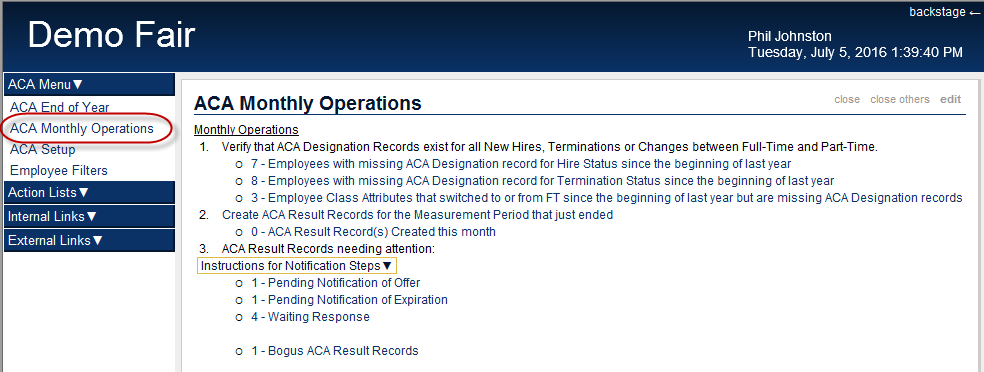 backstage ←
Demo Fair
Phil Johnston
Tuesday, July 5, 2016 1:39:40 PM
ACA Menu▼
ACA End of Year
ACA Monthly Operations
ACA Setup
Employee Filters
Action Lists▼
Internal Links▼
External Links▼
ACA Monthly Operations
close close others edit
Monthly Operations
1. Verify that ACA Designation Records exist for all New Hires, Terminations or Changes between Full-Time and Part-Time.
○ 7 - Employees with missing ACA Designation record for Hire Status since the beginning of last year
○ 8 - Employees with missing ACA Designation record for Termination Status since the beginning of last year
○ 3 - Employee Class Attributes that switched to or from FT since the beginning of last year but are missing ACA Designation records
2. Create ACA Result Records for the Measurement Period that just ended
○ 0 - ACA Result Record(s) Created this month
3. ACA Result Records needing attention:
Instructions for Notification Steps▼
○ 1 - Pending Notification of Offer
○ 1 - Pending Notification of Expiration
○ 4 - Waiting Response
○ 1 - Bogus ACA Result Records